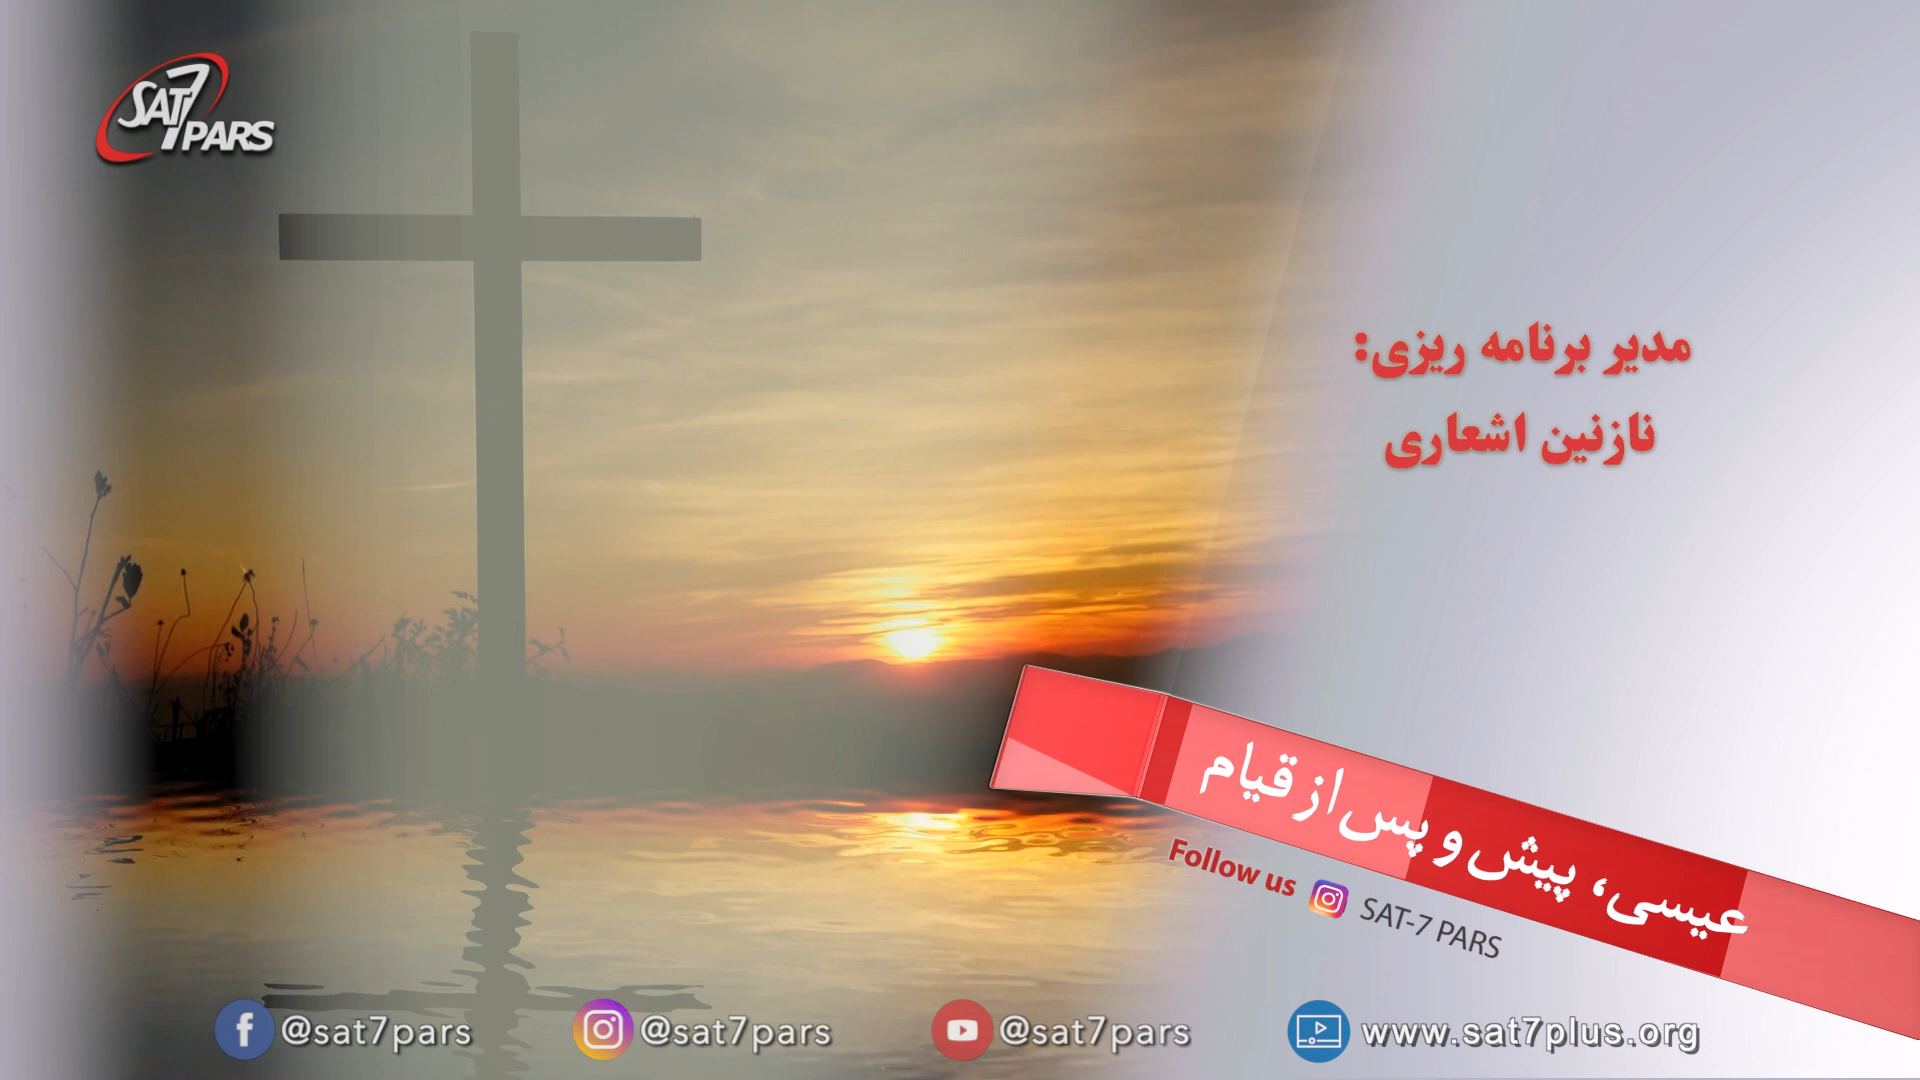 SAT7
PARS
مدیر برنامه ریزی:
نازنین اشعاری
عیسی، پیش و پس از قیام
Follow us SAT-7 PARS
@sat7pars @sat7pars @sat7pars www.sat7plus.org